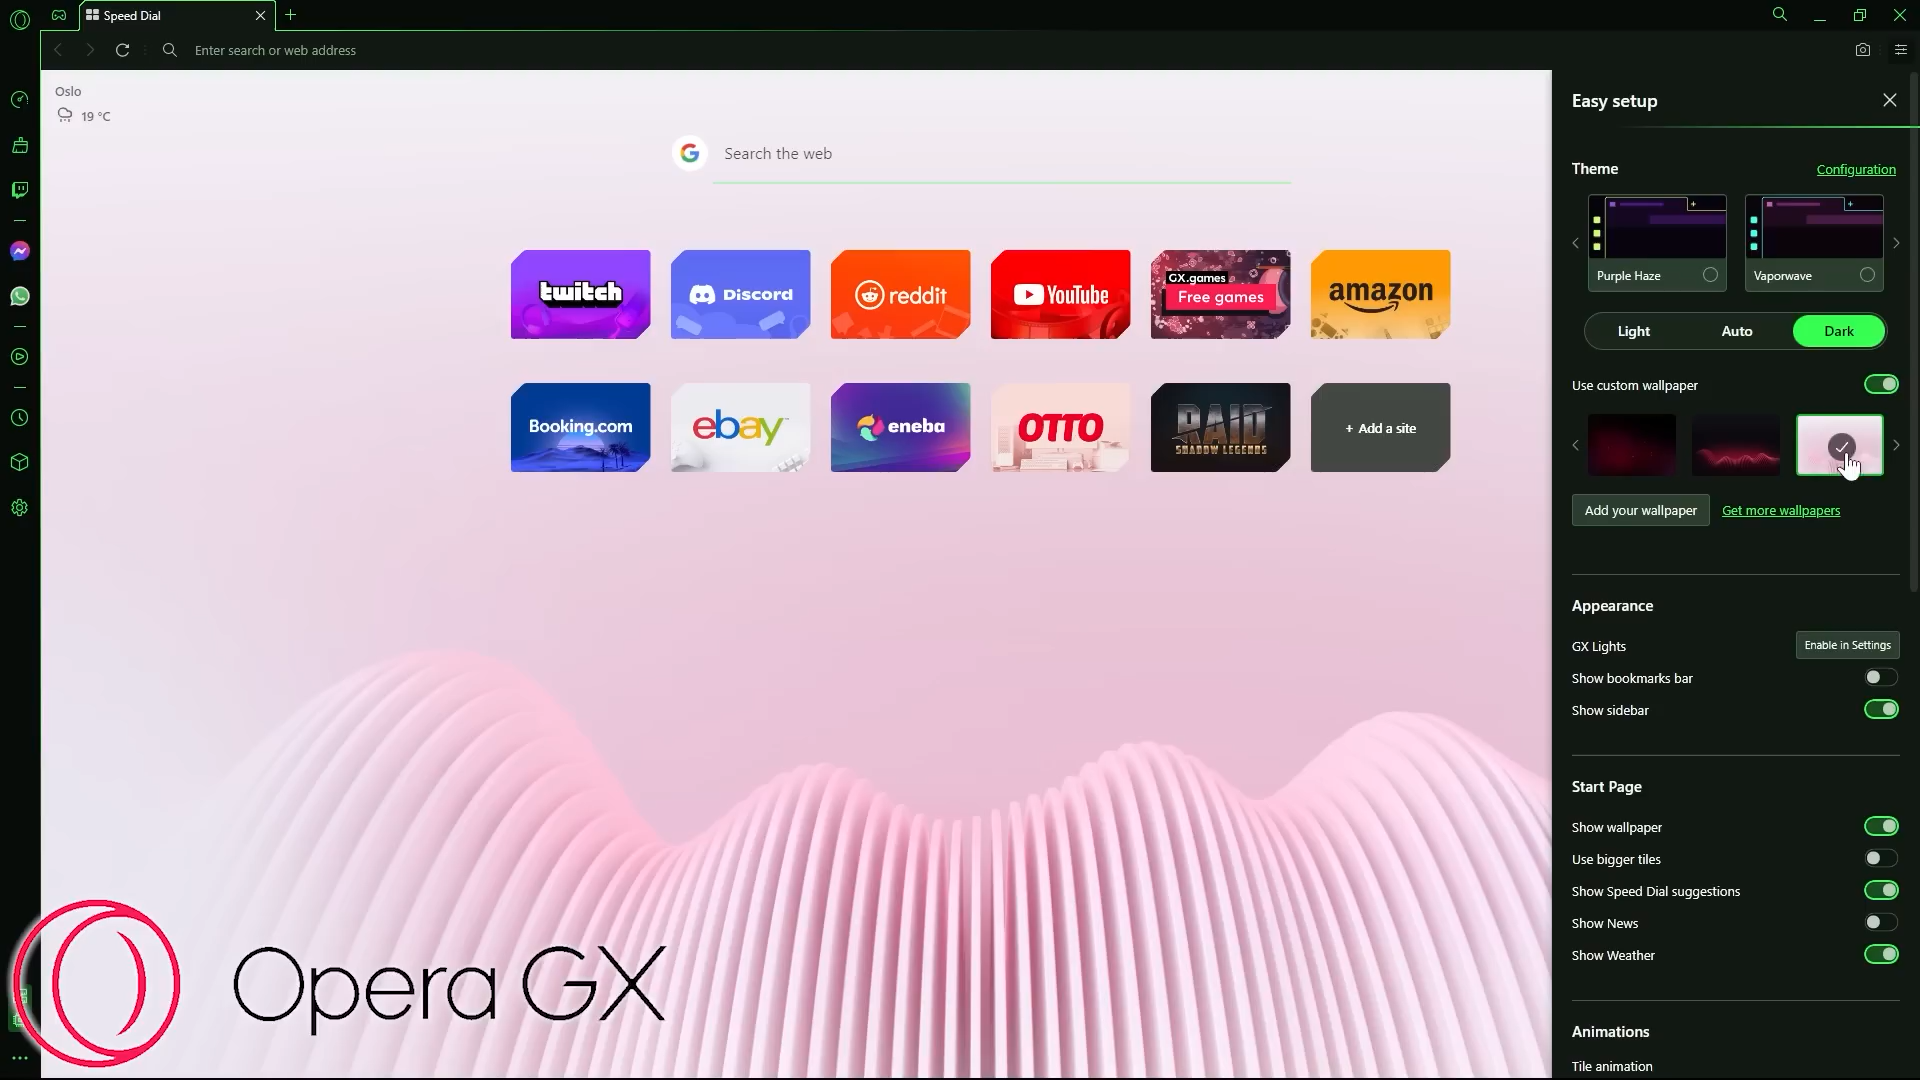 Speed Dial
Enter search or web address
Oslo
19 °C
Search the web
twitch
Discord
reddit
YouTube
GX.games
Free games
amazon
Booking.com
ebay™
eneba
OTTO
RAID
SHADOW LEGENDS
+ Add a site
Opera GX
Easy setup
Theme
Configuration
Purple Haze
Vaporwave
Light
Auto
Dark
Use custom wallpaper
Add your wallpaper
Get more wallpapers
Appearance
GX Lights
Enable in Settings
Show bookmarks bar
Show sidebar
Start Page
Show wallpaper
Use bigger tiles
Show Speed Dial suggestions
Show News
Show Weather
Animations
Tile animation